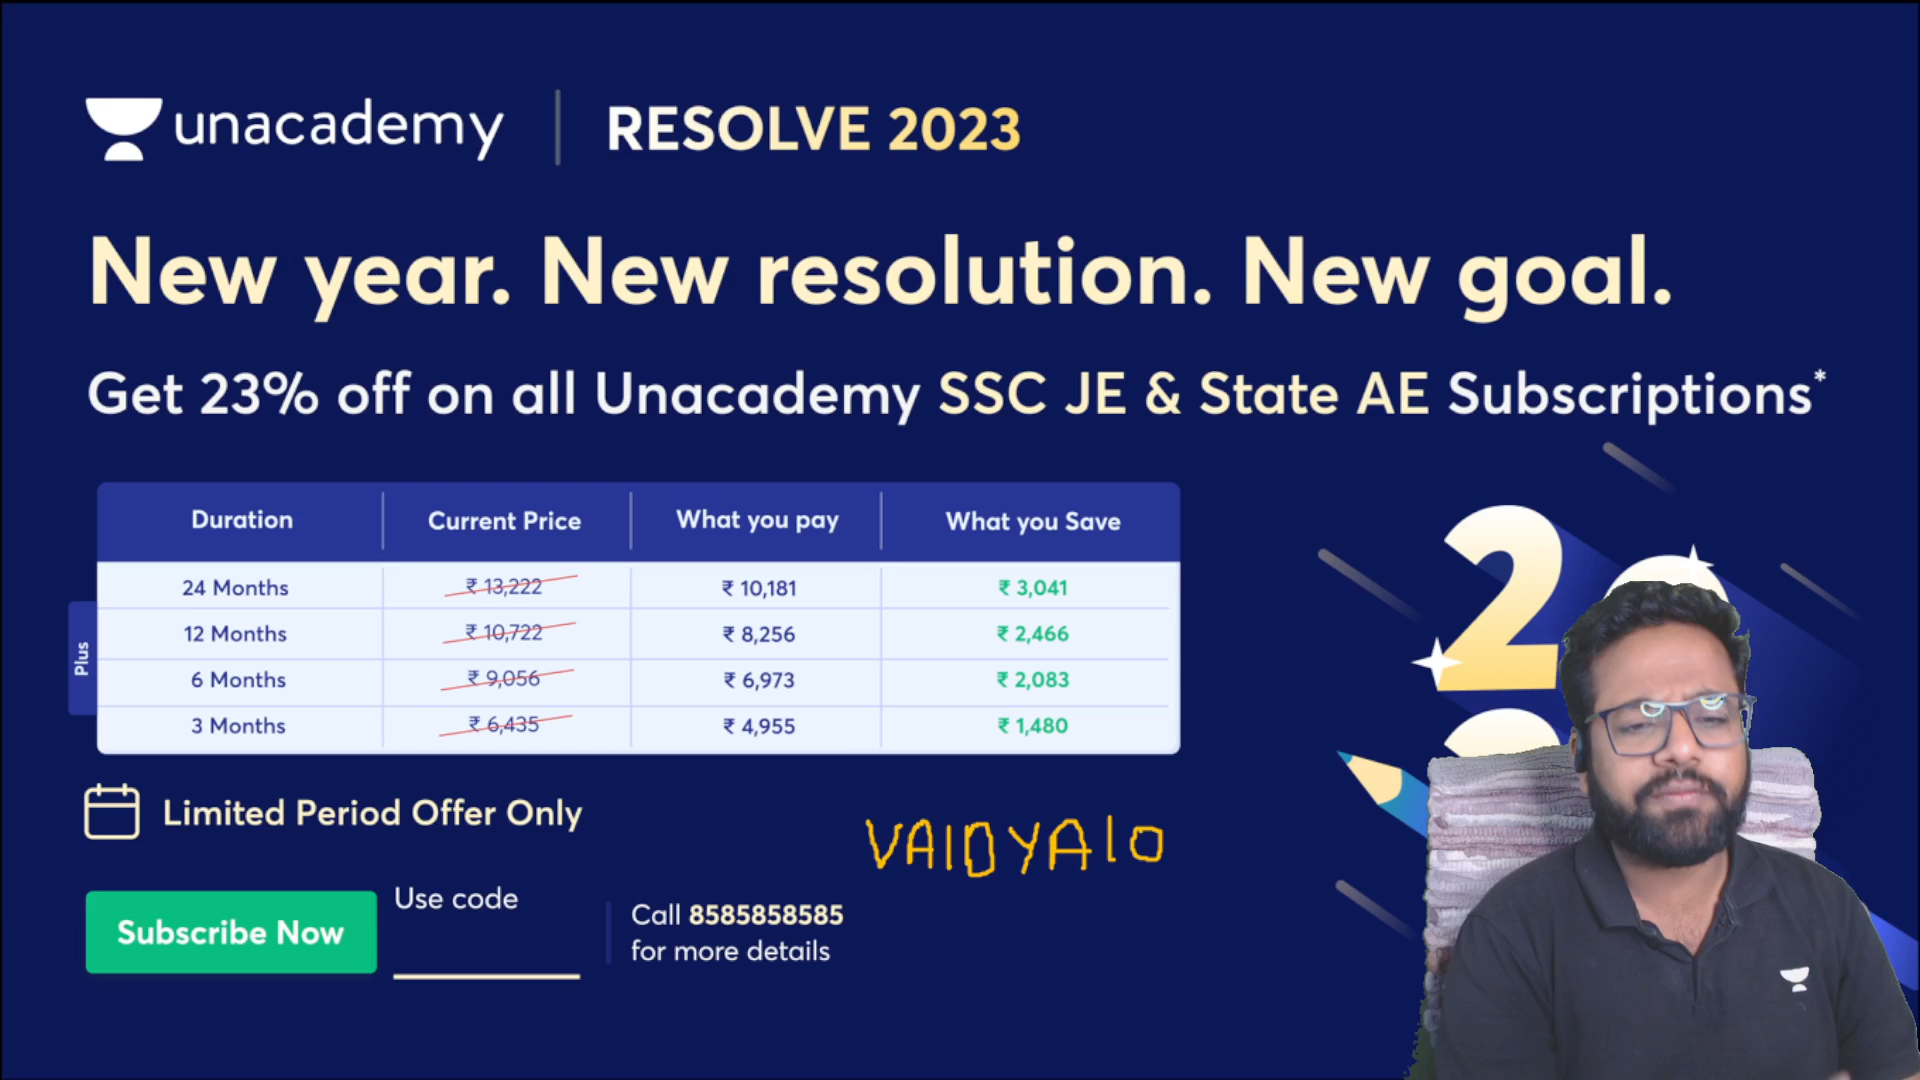 unacademy | RESOLVE 2023
New year. New resolution. New goal.
Get 23% off on all Unacademy SSC JE & State AE Subscriptions*
Duration Current Price What you pay What you Save
Plus
24 Months ₹ 13,222 ₹ 10,181 ₹ 3,041
12 Months ₹ 10,722 ₹ 8,256 ₹ 2,466
6 Months ₹ 9,056 ₹ 6,973 ₹ 2,083
3 Months ₹ 6,435 ₹ 4,955 ₹ 1,480
Limited Period Offer Only
VAIDYA10
Subscribe Now
Use code
Call 8585858585
for more details
2